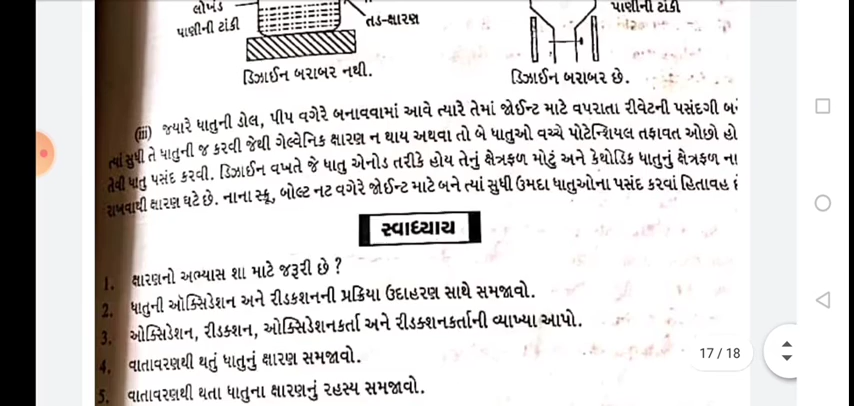 લોખંડ
પાણીની ટાંકી
તડ-ક્ષારણ
પાણીની ટાંકી
ડિઝાઈન બરાબર નથી.
ડિઝાઈન બરાબર છે.
(iii) જ્યારે ધાતુની ડોલ, પીપ વગેરે બનાવવામાં આવે ત્યારે તેમાં જોઈન્ટ માટે વપરાતા રીવેટની પસંદગી
ત્યાં સુધી તે ધાતુની જ કરવી જેથી ગેલ્વેનિક ક્ષારણ ન થાય અથવા તો બે ધાતુઓ વચ્ચે પોટેન્શિયલ તફાવત ઓછો હો
તેવી ધાતુ પસંદ કરવી. ડિઝાઈન વખતે જે ધાતુ એનોડ તરીકે હોય તેનું ક્ષેત્રફળ મોટું અને કેથોડિક ધાતુનું ક્ષેત્રફળ ના
રાખવાથી ક્ષારણ ઘટે છે. નાના સ્ક્રૂ, બોલ્ટ નટ વગેરે જોઈન્ટ માટે બને ત્યાં સુધી ઉમદા ધાતુઓના પસંદ કરવાં હિતાવહ
સ્વાધ્યાય
1. ક્ષારણનો અભ્યાસ શા માટે જરૂરી છે ?
2. ધાતુની ઑક્સિડેશન અને રીડક્શનની પ્રક્રિયા ઉદાહરણ સાથે સમજાવો.
3. ઓક્સિડેશન, રીડક્શન, ઓક્સિડેશનકર્તા અને રીડક્શનકર્તાની વ્યાખ્યા આપો.
4. વાતાવરણથી થતું ધાતુનું ક્ષારણ સમજાવો.
5. વાતાવરણથી થતા ધાતુના ક્ષારણનું રહસ્ય સમજાવો.
17 / 18